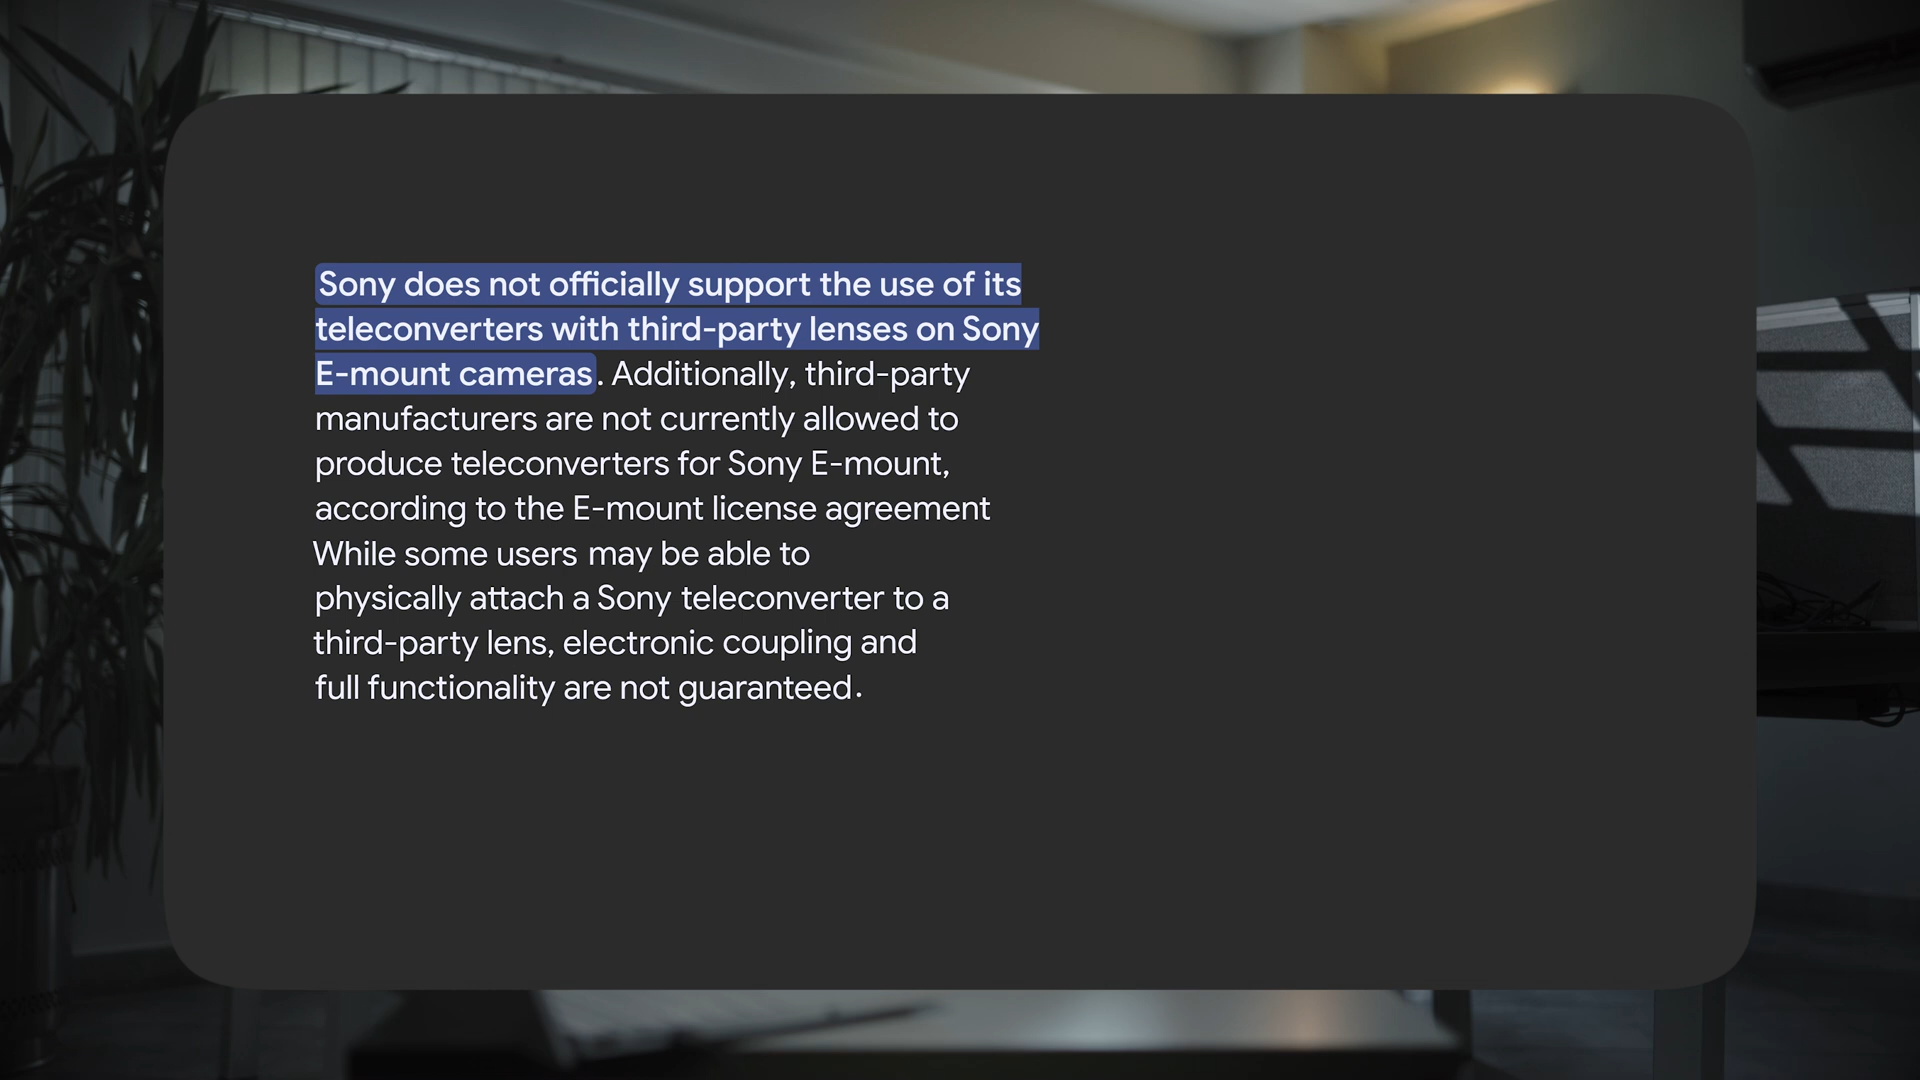 Sony does not officially support the use of its
teleconverters with third-party lenses on Sony
E-mount cameras. Additionally, third-party
manufacturers are not currently allowed to
produce teleconverters for Sony E-mount,
according to the E-mount license agreement
While some users may be able to
physically attach a Sony teleconverter to a
third-party lens, electronic coupling and
full functionality are not guaranteed.